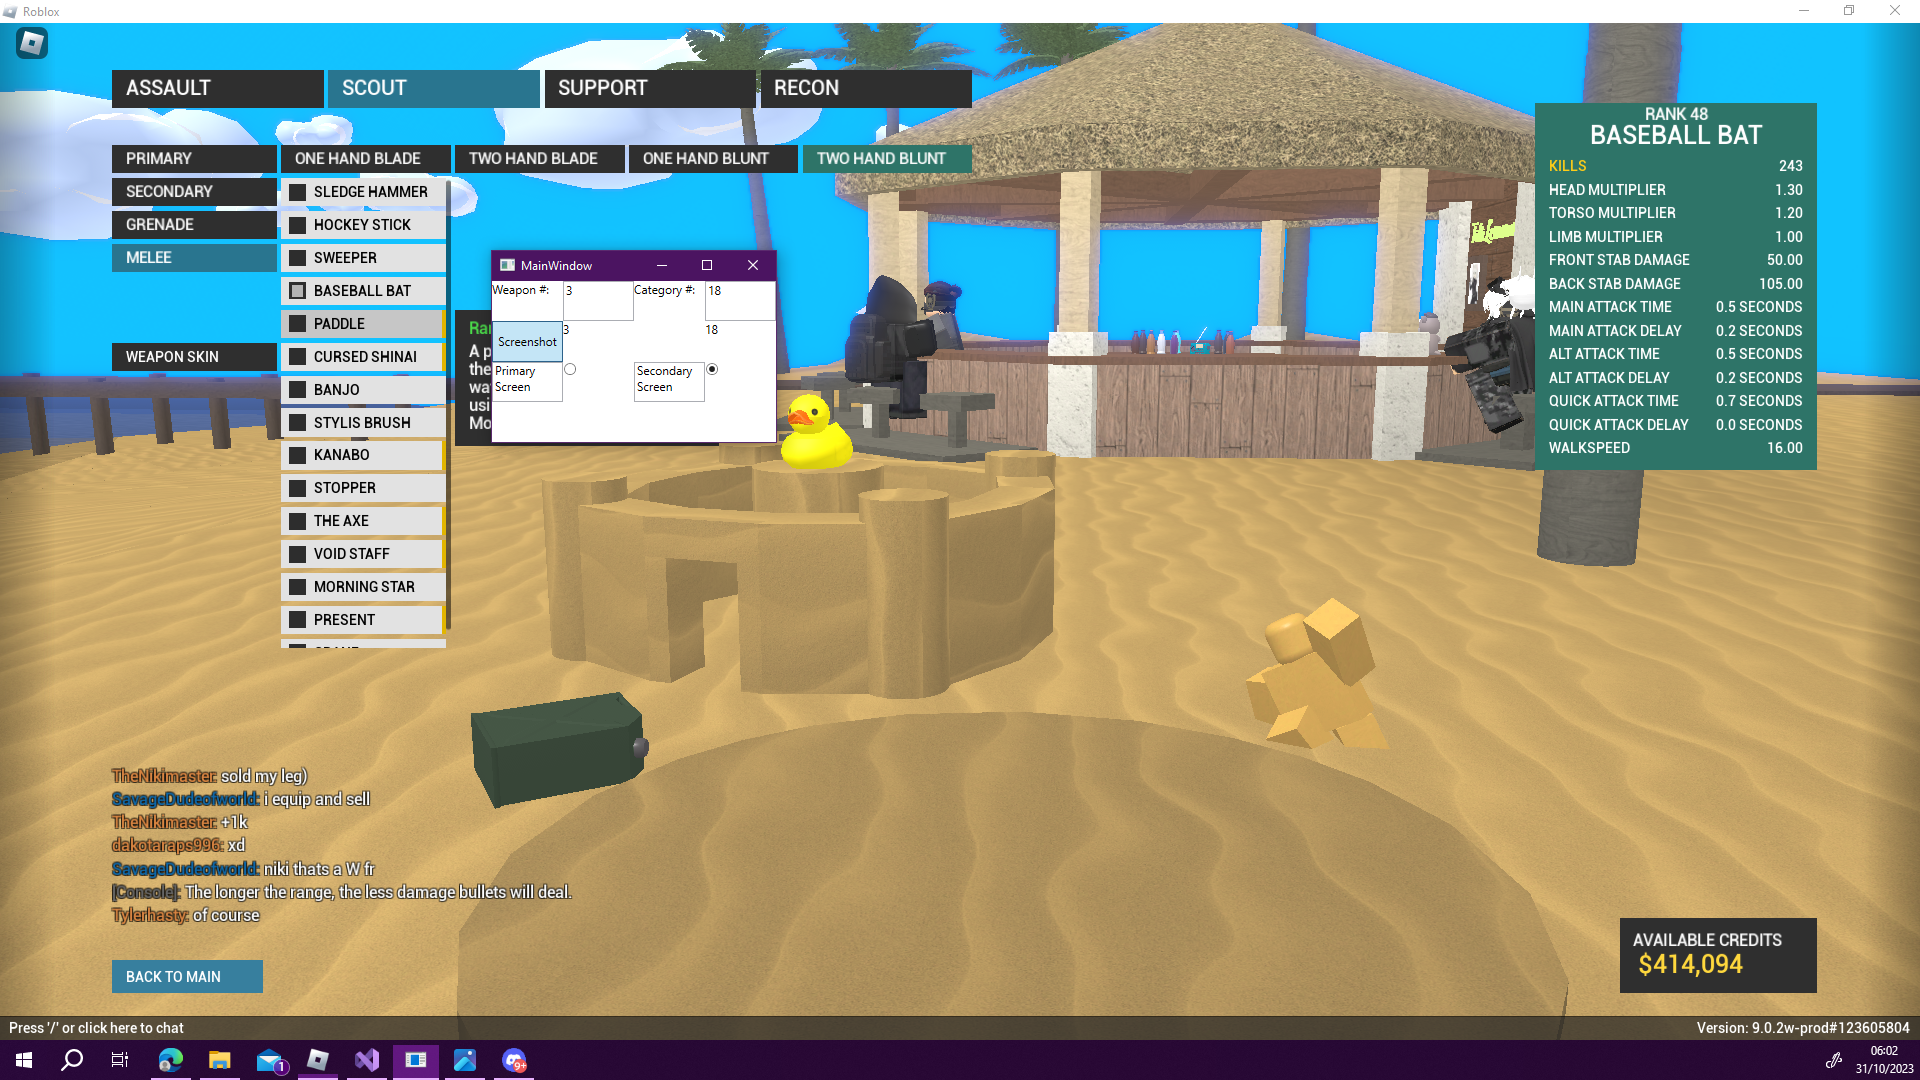 Roblox
ASSAULT
SCOUT
SUPPORT
RECON
PRIMARY
SECONDARY
GRENADE
MELEE
WEAPON SKIN
ONE HAND BLADE
TWO HAND BLADE
ONE HAND BLUNT
TWO HAND BLUNT
SLEDGE HAMMER
HOCKEY STICK
SWEEPER
BASEBALL BAT
PADDLE
CURSED SHINAI
BANJO
STYLIS BRUSH
KANABO
STOPPER
THE AXE
VOID STAFF
MORNING STAR
PRESENT
MainWindow
Weapon #: 3 Category #: 18
Screenshot 3 18
Primary
Screen
Secondary
Screen
RANK 48
BASEBALL BAT
KILLS 243
HEAD MULTIPLIER 1.30
TORSO MULTIPLIER 1.20
LIMB MULTIPLIER 1.00
FRONT STAB DAMAGE 50.00
BACK STAB DAMAGE 105.00
MAIN ATTACK TIME 0.5 SECONDS
MAIN ATTACK DELAY 0.2 SECONDS
ALT ATTACK TIME 0.5 SECONDS
ALT ATTACK DELAY 0.2 SECONDS
QUICK ATTACK TIME 0.7 SECONDS
QUICK ATTACK DELAY 0.0 SECONDS
WALKSPEED 16.00
TheNikimaster: sold my leg)
SavageDudeofworld: i equip and sell
TheNikimaster: +1k
dakotaraps996: xd
SavageDudeofworld: niki thats a W fr
[Console]: The longer the range, the less damage bullets will deal.
Tylerhasty: of course
BACK TO MAIN
AVAILABLE CREDITS
$414,094
Press '/' or click here to chat
Version: 9.0.2w-prod#123605804
1
9+
06:02
31/10/2023